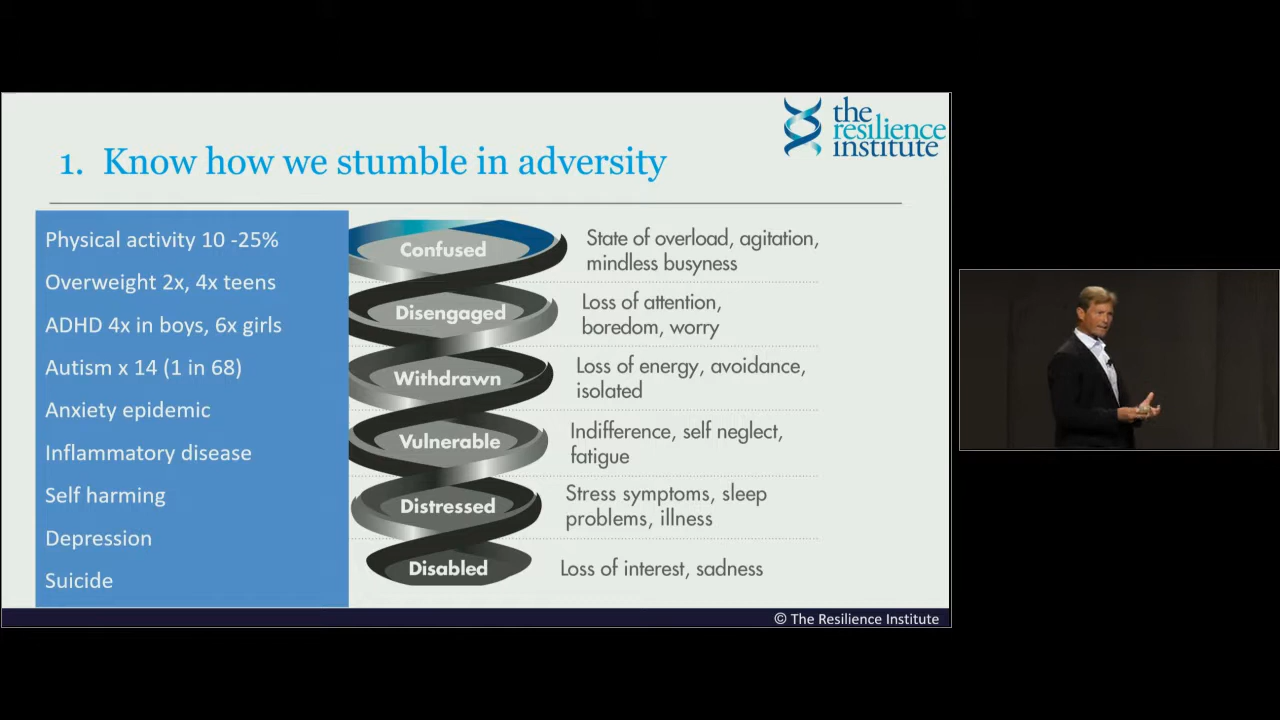 the
resilience
institute
1. Know how we stumble in adversity
Physical activity 10 -25%
Overweight 2x, 4x teens
ADHD 4x in boys, 6x girls
Autism x 14 (1 in 68)
Anxiety epidemic
Inflammatory disease
Self harming
Depression
Suicide
Confused
State of overload, agitation,
mindless busyness
Disengaged
Loss of attention,
boredom, worry
Withdrawn
Loss of energy, avoidance,
isolated
Vulnerable
Indifference, self neglect,
fatigue
Distressed
Stress symptoms, sleep
problems, illness
Disabled
Loss of interest, sadness
© The Resilience Institute